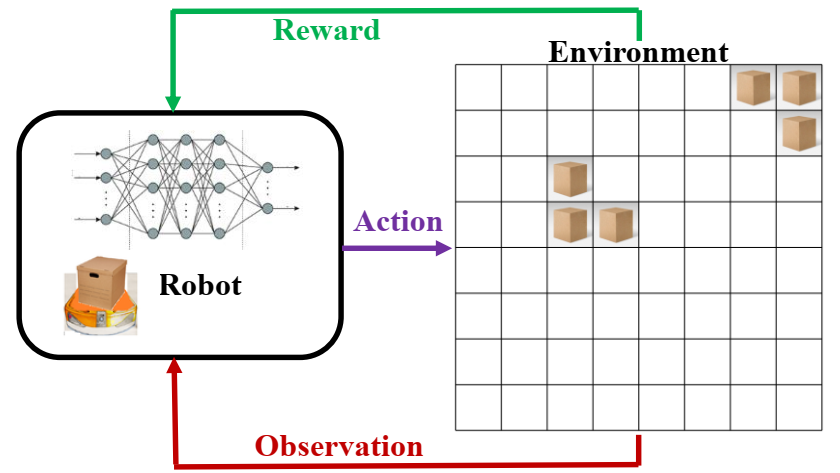 Reward
Environment
Action
Robot
Observation